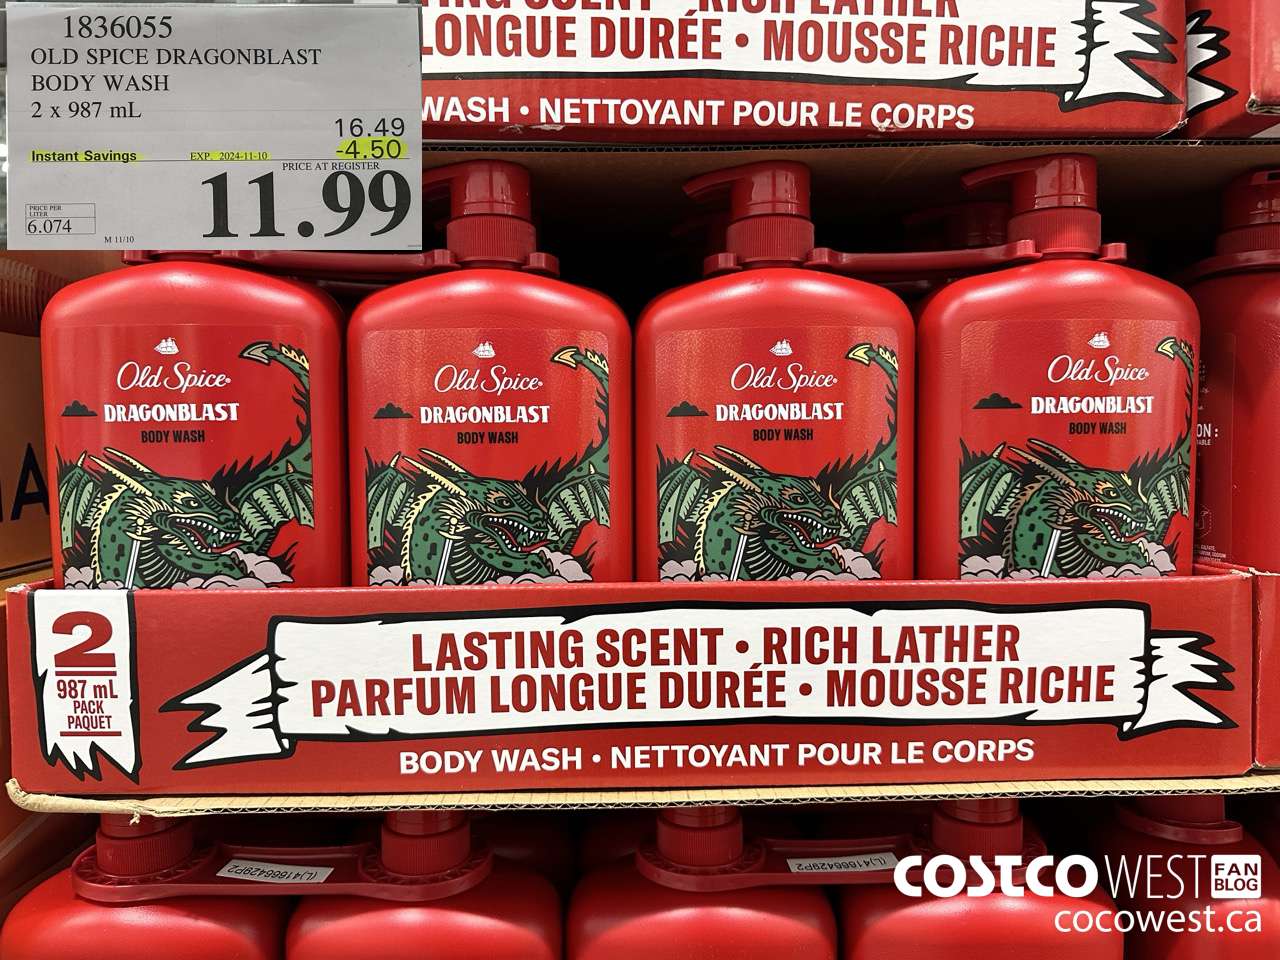 1836055
OLD SPICE DRAGONBLAST
BODY WASH
2 x 987 mL
16.49
Instant Savings EXP. 2024-11-10 -4.50
PRICE AT REGISTER
11.99
PRICE PER
LITER
6.074
M 11/10
RICH LATHER
LONGUE DURÉE • MOUSSE RICHE
WASH • NETTOYANT POUR LE CORPS
Old Spice
DRAGONBLAST
BODY WASH
Old Spice
DRAGONBLAST
BODY WASH
Old Spice
DRAGONBLAST
BODY WASH
Old Spice
DRAGONBLAST
BODY WASH
2
987 mL
PACK
PAQUET
LASTING SCENT • RICH LATHER
PARFUM LONGUE DURÉE • MOUSSE RICHE
BODY WASH • NETTOYANT POUR LE CORPS
(L)41666429P2
(L)41666429P2
COSTCO WEST FAN
BLOG
cocowest.ca